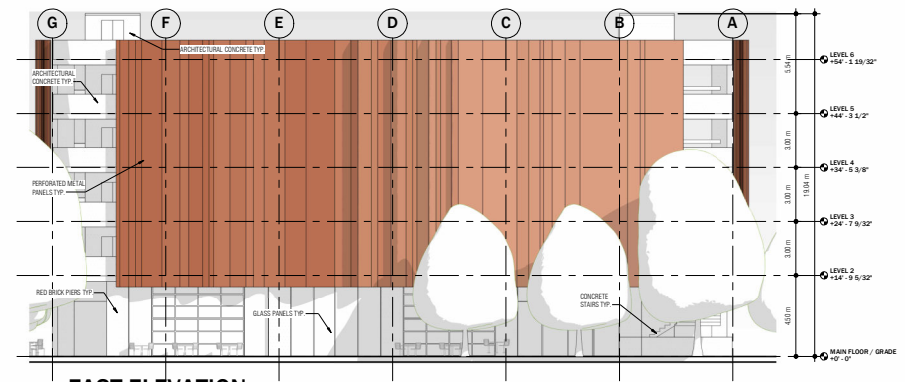 G F E D C B A
ARCHITECTURAL CONCRETE TYP.
ARCHITECTURAL
CONCRETE TYP.
LEVEL 6
+54' - 1 19/32"
5.54 m
LEVEL 5
+44' - 3 1/2"
3.00 m
LEVEL 4
+34' - 5 3/8"
PERFORATED METAL
PANELS TYP.
19.04 m
3.00 m
LEVEL 3
+24' - 7 9/32"
3.00 m
LEVEL 2
+14' - 9 5/32"
RED BRICK PIERS TYP.
GLASS PANELS TYP.
CONCRETE
STAIRS TYP.
4.50 m
MAIN FLOOR / GRADE
+0' - 0"
EAST ELEVATION